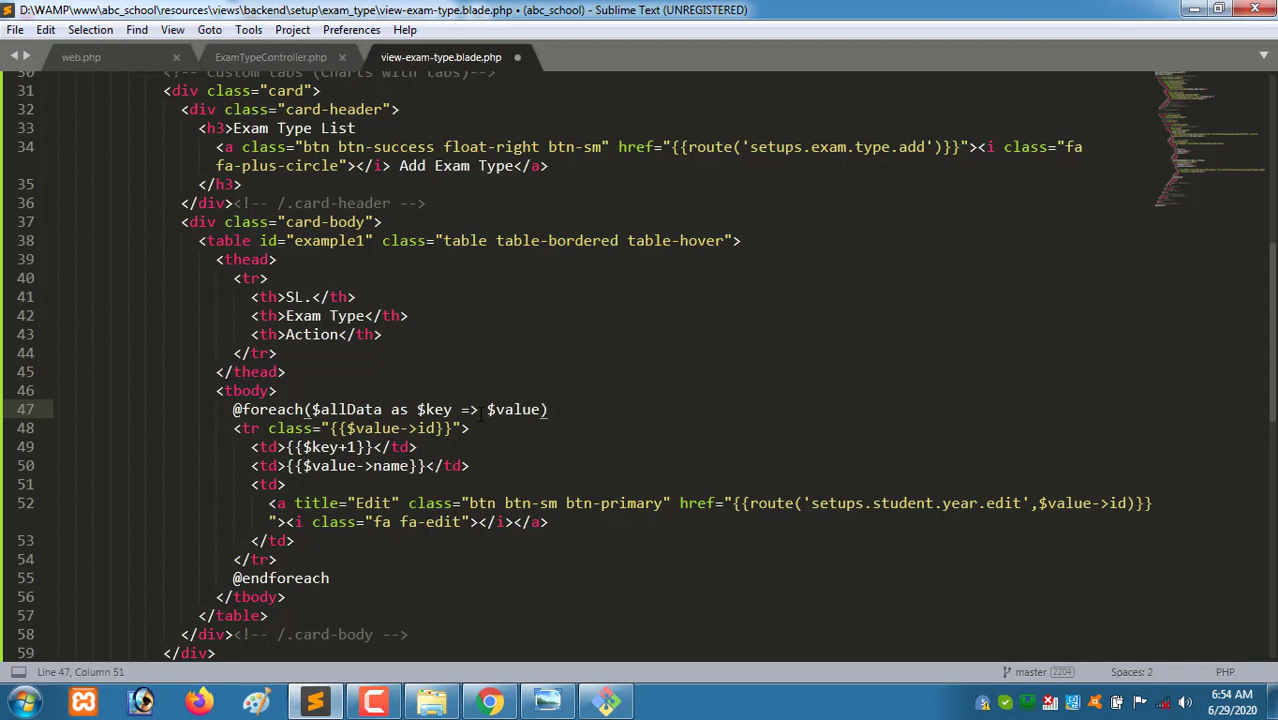 D:\WAMP\www\abc_school\resources\views\backend\setup\exam_type\view-exam-type.blade.php • (abc_school) - Sublime Text (UNREGISTERED)
File Edit Selection Find View Goto Tools Project Preferences Help
web.php ExamTypeController.php view-exam-type.blade.php
30 <!-- Custom tabs (Charts with tabs)-->
31 <div class="card">
32 <div class="card-header">
33 <h3>Exam Type List
34 <a class="btn btn-success float-right btn-sm" href="{{route('setups.exam.type.add')}}"><i class="fa
fa-plus-circle"></i> Add Exam Type</a>
35 </h3>
36 </div><!-- /.card-header -->
37 <div class="card-body">
38 <table id="example1" class="table table-bordered table-hover">
39 <thead>
40 <tr>
41 <th>SL.</th>
42 <th>Exam Type</th>
43 <th>Action</th>
44 </tr>
45 </thead>
46 <tbody>
47 @foreach($allData as $key => $value)
48 <tr class="{{$value->id}}">
49 <td>{{$key+1}}</td>
50 <td>{{$value->name}}</td>
51 <td>
52 <a title="Edit" class="btn btn-sm btn-primary" href="{{route('setups.student.year.edit',$value->id)}}
"><i class="fa fa-edit"></i></a>
53 </td>
54 </tr>
55 @endforeach
56 </tbody>
57 </table>
58 </div><!-- /.card-body -->
59 </div>
Line 47, Column 51 master 2204 Spaces: 2 PHP
6:54 AM
6/29/2020